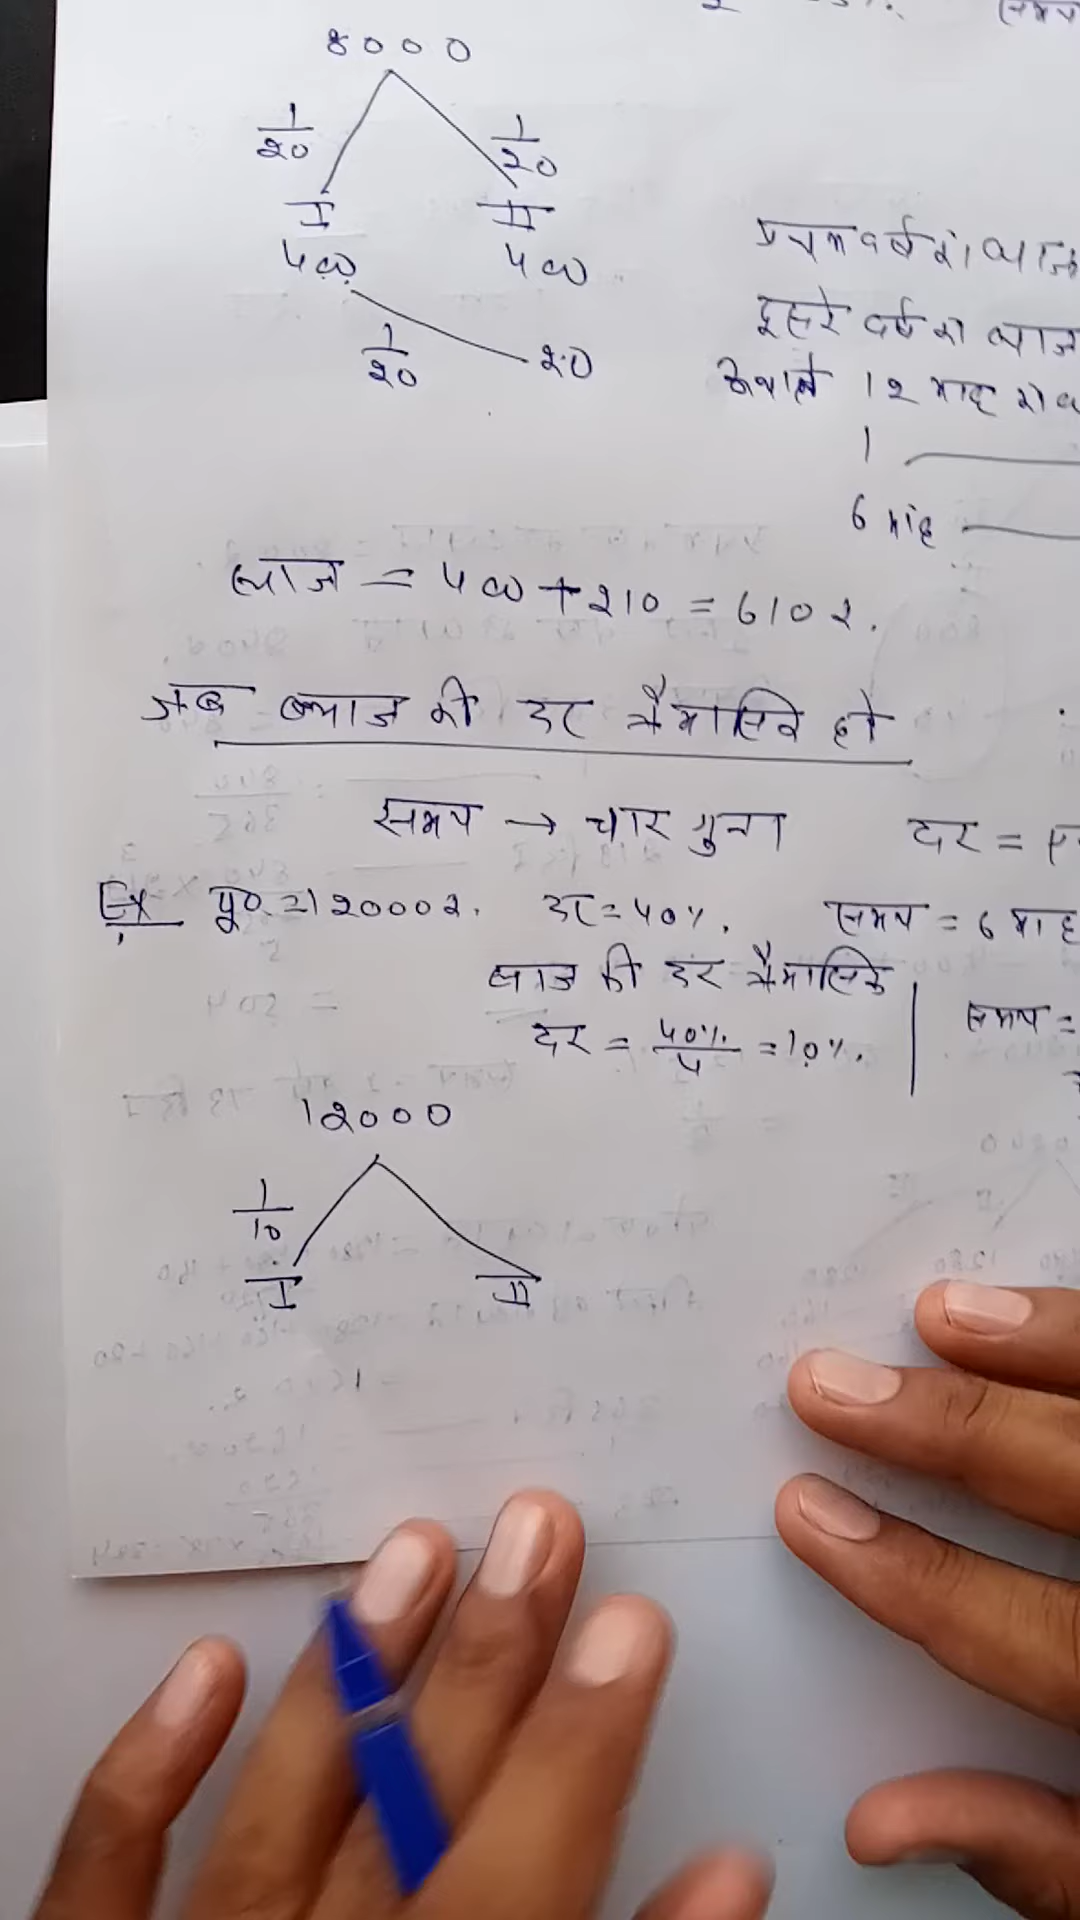 8000
1/20 1/20
I II
400 400
1/20 20
प्रथम वर्ष का ब्याज
दूसरे वर्ष का ब्याज
12 माह का
1
6 माह
ब्याज = 400 + 210 = 610 रु.
जब ब्याज की दर त्रैमासिक हो
समय → चार गुना दर =
Ex मू० = 12000 रु. दर = 40%. समय = 6 माह
ब्याज की दर त्रैमासिक
दर = 40%/4 = 10%. समय =
12000
1/10
I II